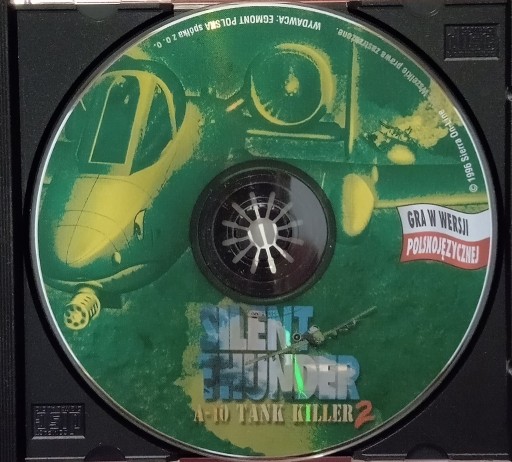 WYDAWCA: EGMONT POLSKA spółka z o. o.
Wszelkie prawa zastrzeżone.
© 1996 Sierra On-Line
GRA W WERSJI
POLSKOJĘZYCZNEJ
SILENT
THUNDER
A-10 TANK KILLER 2